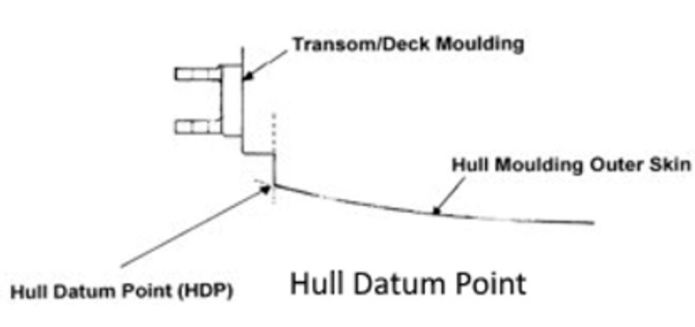 Transom/Deck Moulding
Hull Moulding Outer Skin
Hull Datum Point (HDP)
Hull Datum Point